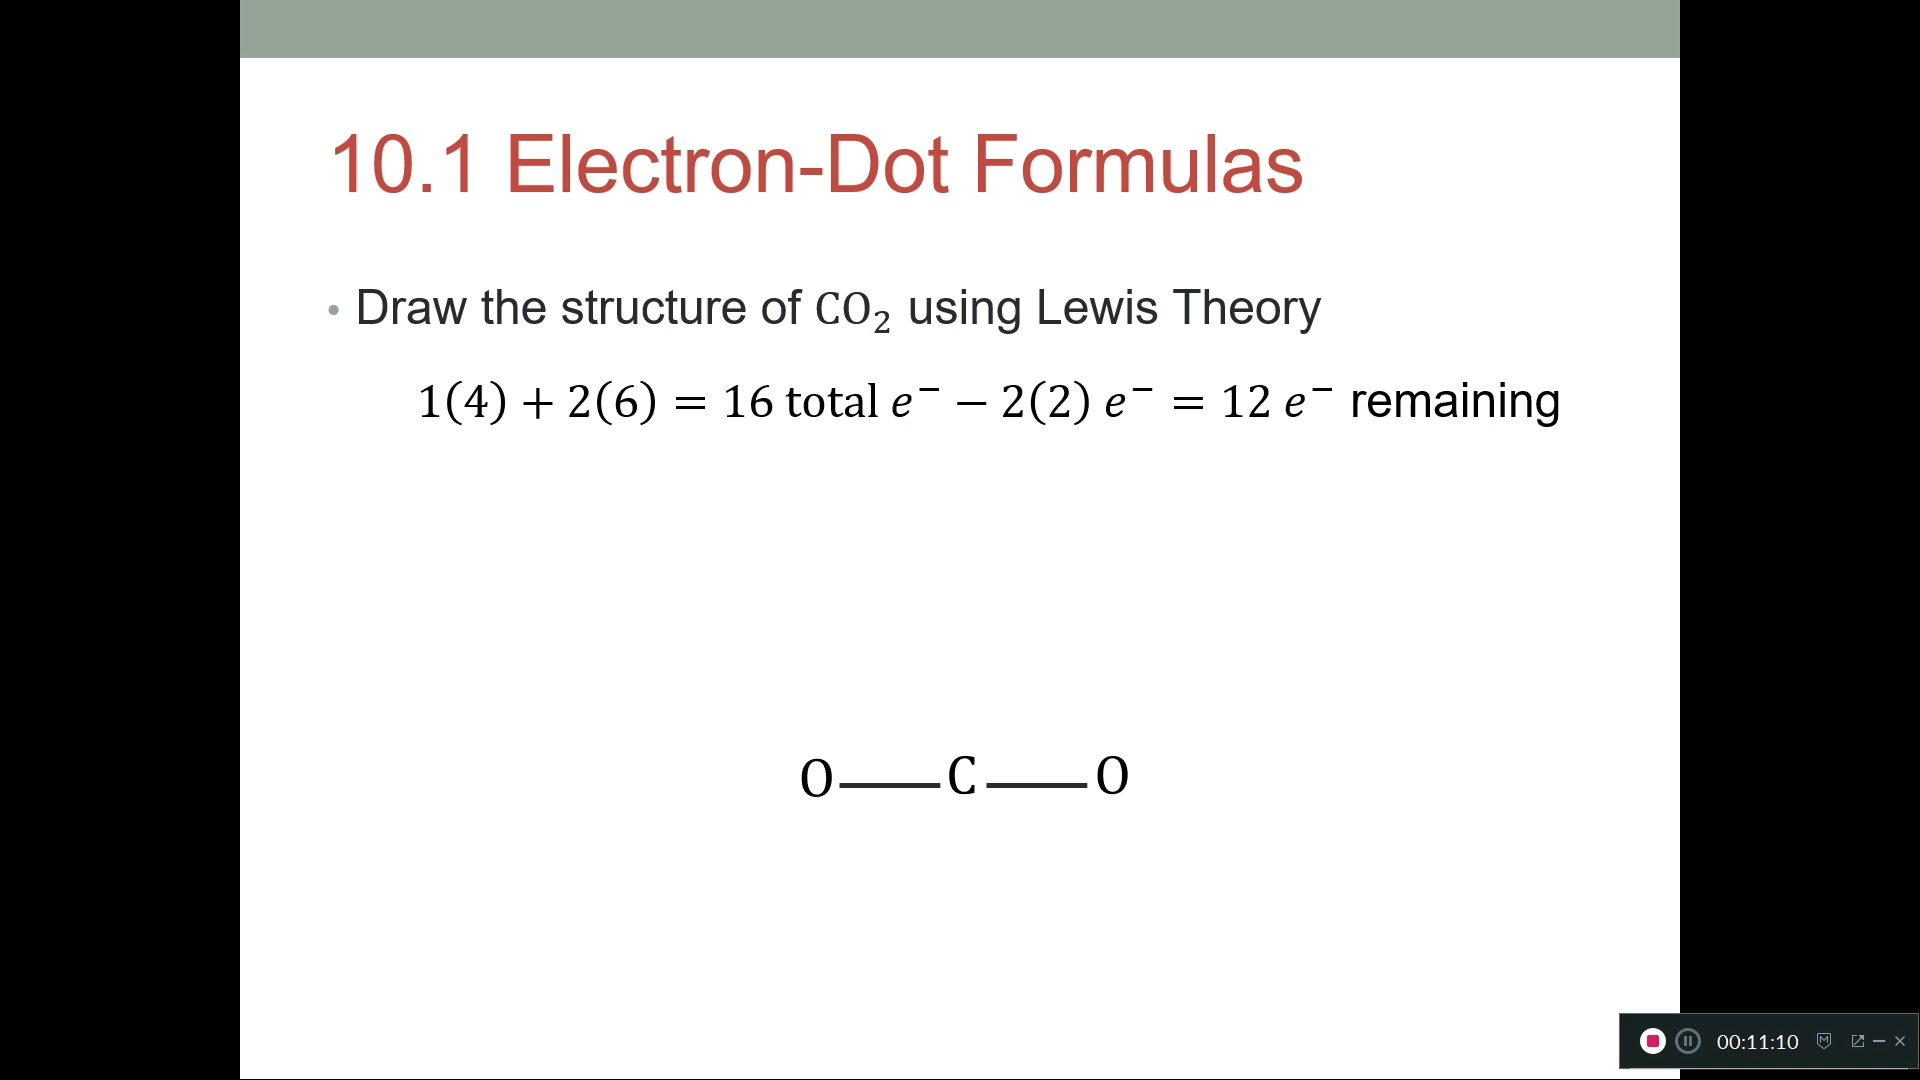 10.1 Electron-Dot Formulas
• Draw the structure of CO₂ using Lewis Theory
1(4) + 2(6) = 16 total e⁻ − 2(2) e⁻ = 12 e⁻ remaining
O—C—O
00:11:10